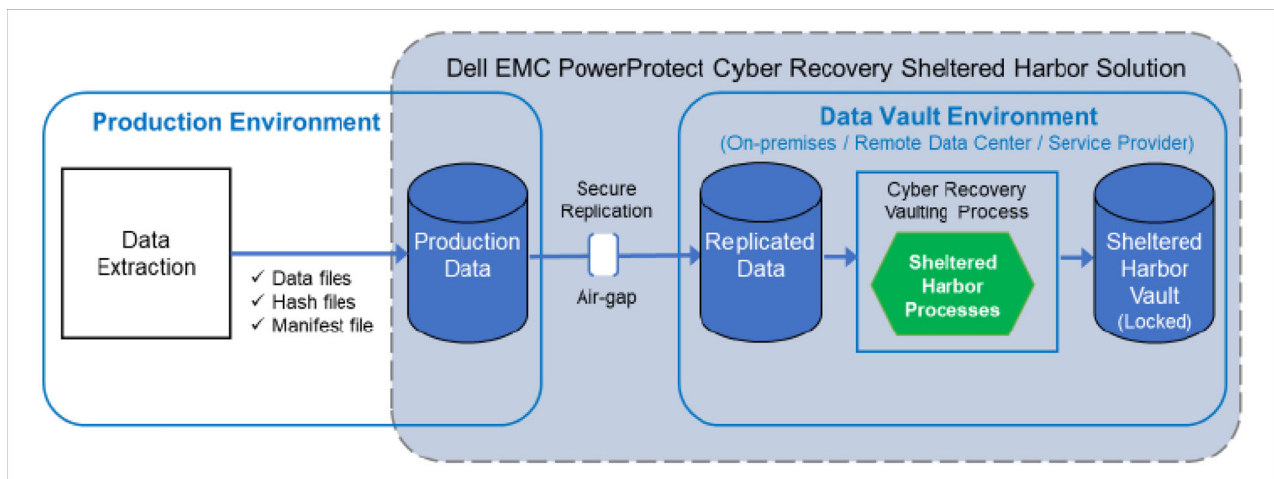 Dell EMC PowerProtect Cyber Recovery Sheltered Harbor Solution
Production Environment
Data
Extraction
✓ Data files
✓ Hash files
✓ Manifest file
Production
Data
Secure
Replication
Air-gap
Data Vault Environment
(On-premises / Remote Data Center / Service Provider)
Replicated
Data
Cyber Recovery
Vaulting Process
Sheltered
Harbor
Processes
Sheltered
Harbor
Vault
(Locked)